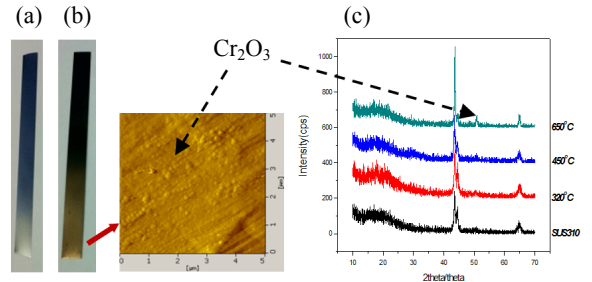 (a) (b) (c)
Cr₂O₃
5
4
3
2
1
0
[µm]
0 1 2 3 4 5
[µm]
Intensity(cps)
1000
800
600
400
200
0
650°C
450°C
320°C
SUS310
10 20 30 40 50 60 70
2theta/theta